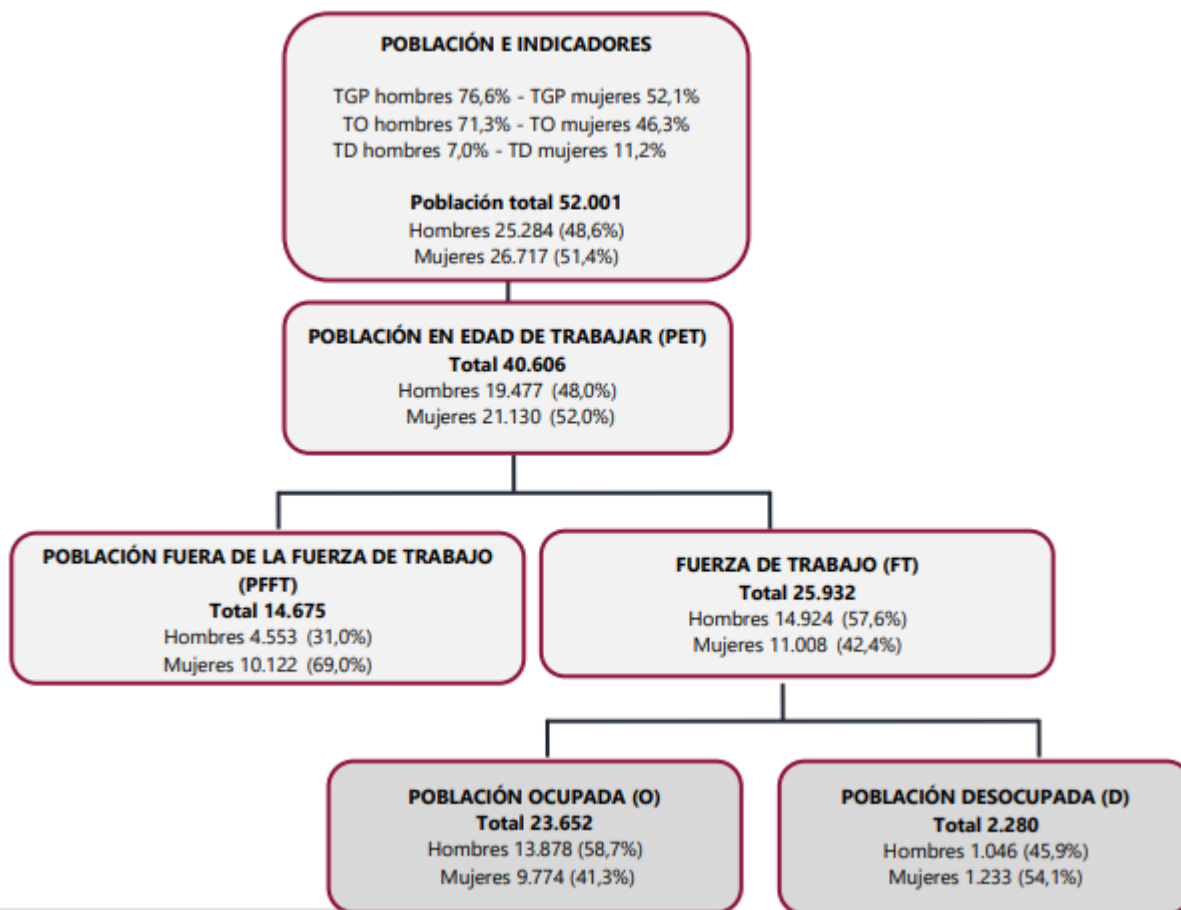 POBLACIÓN E INDICADORES
TGP hombres 76,6% - TGP mujeres 52,1%
TO hombres 71,3% - TO mujeres 46,3%
TD hombres 7,0% - TD mujeres 11,2%
Población total 52.001
Hombres 25.284 (48,6%)
Mujeres 26.717 (51,4%)
POBLACIÓN EN EDAD DE TRABAJAR (PET)
Total 40.606
Hombres 19.477 (48,0%)
Mujeres 21.130 (52,0%)
POBLACIÓN FUERA DE LA FUERZA DE TRABAJO
(PFFT)
Total 14.675
Hombres 4.553 (31,0%)
Mujeres 10.122 (69,0%)
FUERZA DE TRABAJO (FT)
Total 25.932
Hombres 14.924 (57,6%)
Mujeres 11.008 (42,4%)
POBLACIÓN OCUPADA (O)
Total 23.652
Hombres 13.878 (58,7%)
Mujeres 9.774 (41,3%)
POBLACIÓN DESOCUPADA (D)
Total 2.280
Hombres 1.046 (45,9%)
Mujeres 1.233 (54,1%)